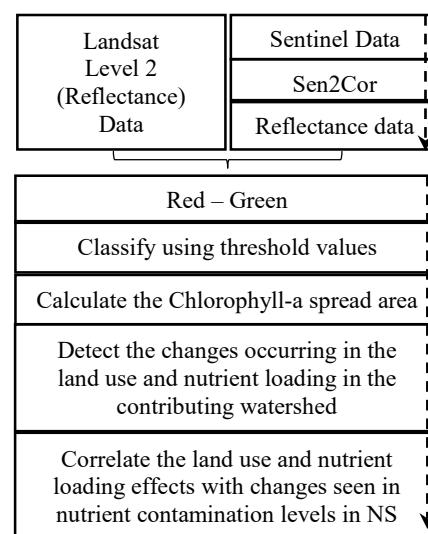 Landsat
Level 2
(Reflectance)
Data
Sentinel Data
Sen2Cor
Reflectance data
Red – Green
Classify using threshold values
Calculate the Chlorophyll-a spread area
Detect the changes occurring in the
land use and nutrient loading in the
contributing watershed
Correlate the land use and nutrient
loading effects with changes seen in
nutrient contamination levels in NS